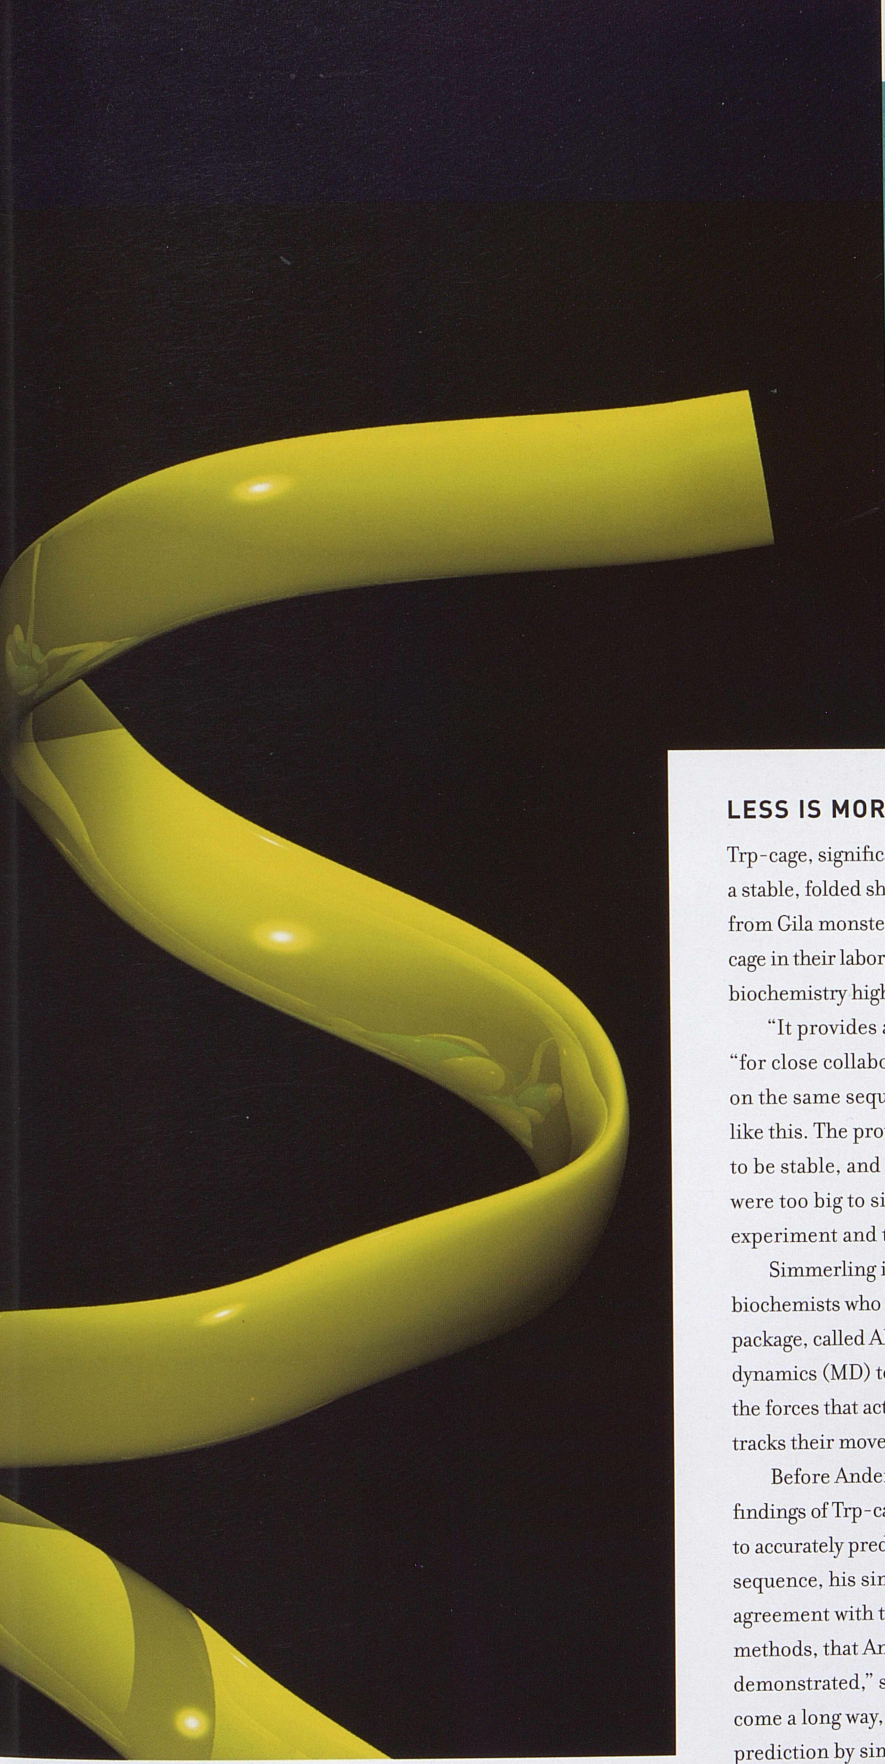 LESS IS MOR
Trp-cage, signific
a stable, folded sh
from Gila monste
cage in their labor
biochemistry high
“It provides a
“for close collabo
on the same sequ
like this. The pro
to be stable, and
were too big to si
experiment and t
Simmerling i
biochemists who
package, called A
dynamics (MD) to
the forces that act
tracks their move
Before Ander
findings of Trp-ca
to accurately pred
sequence, his sim
agreement with t
methods, that An
demonstrated,” s
come a long way,
prediction by sim